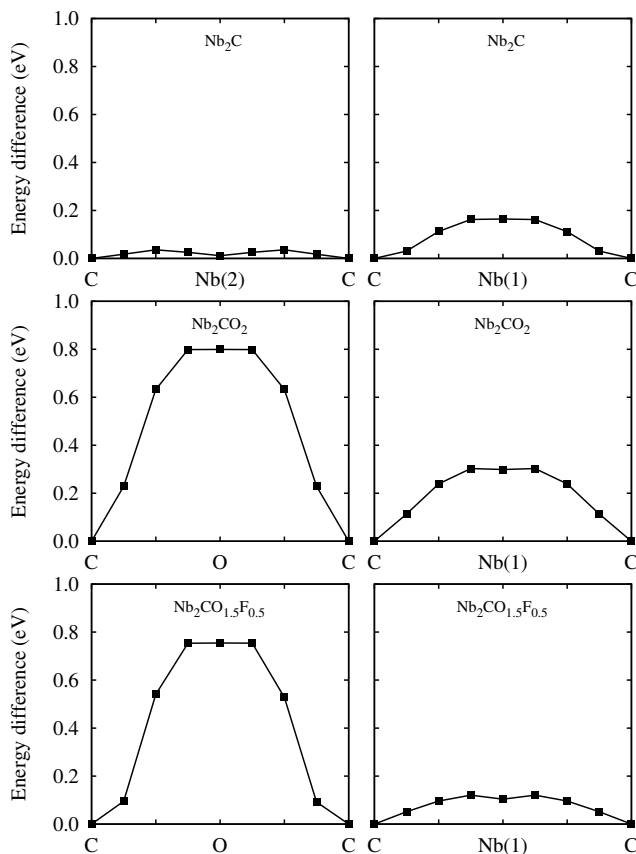 Energy difference (eV)
1.0
0.8
0.6
0.4
0.2
0.0
Nb₂C
C Nb(2) C
Nb₂C
C Nb(1) C
Energy difference (eV)
1.0
0.8
0.6
0.4
0.2
0.0
Nb₂CO₂
C O C
Nb₂CO₂
C Nb(1) C
Energy difference (eV)
1.0
0.8
0.6
0.4
0.2
0.0
Nb₂CO₁.₅F₀.₅
C O C
Nb₂CO₁.₅F₀.₅
C Nb(1) C